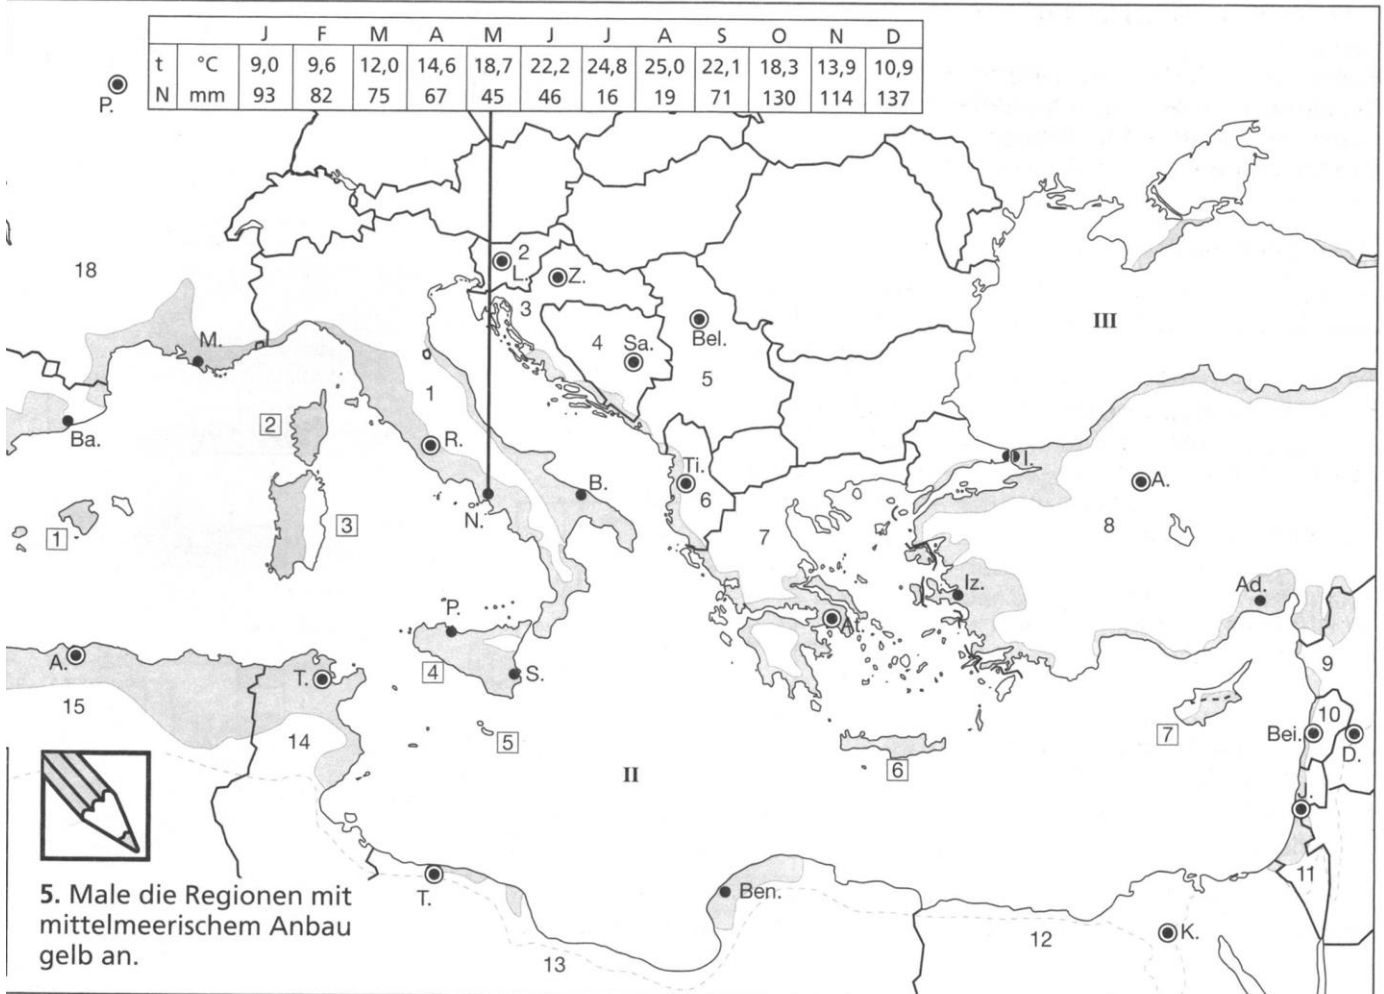 J F M A M J J A S O N D
t °C 9,0 9,6 12,0 14,6 18,7 22,2 24,8 25,0 22,1 18,3 13,9 10,9
N mm 93 82 75 67 45 46 16 19 71 130 114 137
P.
2
L.
Z.
18
3
III
M.
4
Sa.
Bel.
5
1
2
Ba.
R.
I.
Ti.
A.
B.
6
N.
1
3
7
8
Iz.
Ad.
P.
At.
A.
T.
4
S.
9
15
10
14
5
7
Bei.
D.
II
6
J.
11
T.
Ben.
K.
12
13
5. Male die Regionen mit
mittelmeerischem Anbau
gelb an.